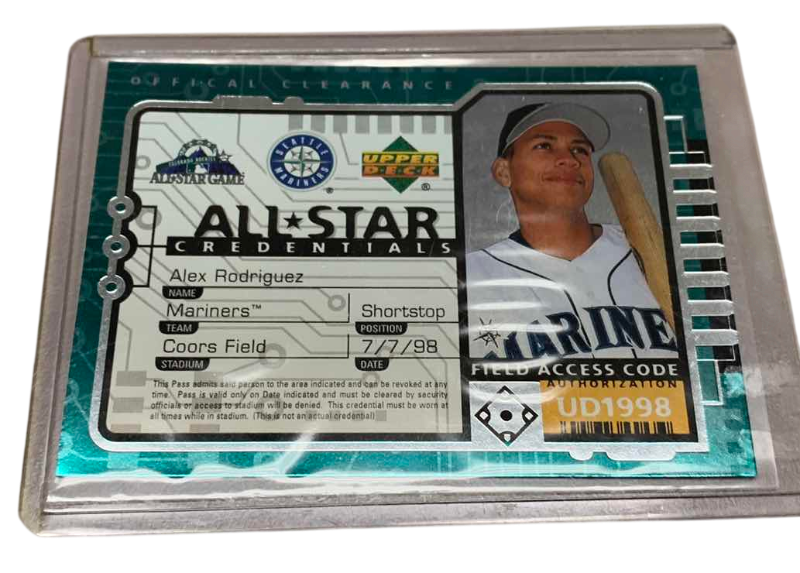 OFFICAL CLEARANCE
COLORADO ROCKIES
ALL-STAR GAME
SEATTLE
MARINERS
®
UPPER
DECK
®
ALL★STAR
CREDENTIALS
Alex Rodriguez
NAME
Mariners™ Shortstop
TEAM POSITION
Coors Field 7/7/98
STADIUM DATE
This Pass admits said person to the area indicated and can be revoked at any
time. Pass is valid only on Date indicated and must be cleared by security
officials or access to stadium will be denied. This credential must be worn at
all times while in stadium. (This is not an actual credential)
MARINE
FIELD ACCESS CODE
AUTHORIZATION
UD1998